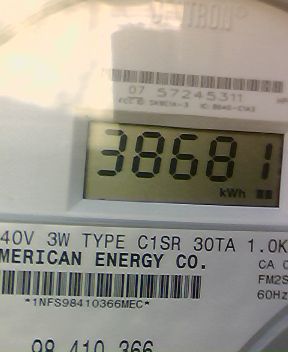 07 57245311
38681
kWh
40V 3W TYPE C1SR 30TA 1.0K
MERICAN ENERGY CO.
CA 0
FM2S
60Hz
*1NFS98410366MEC*
98 410 366